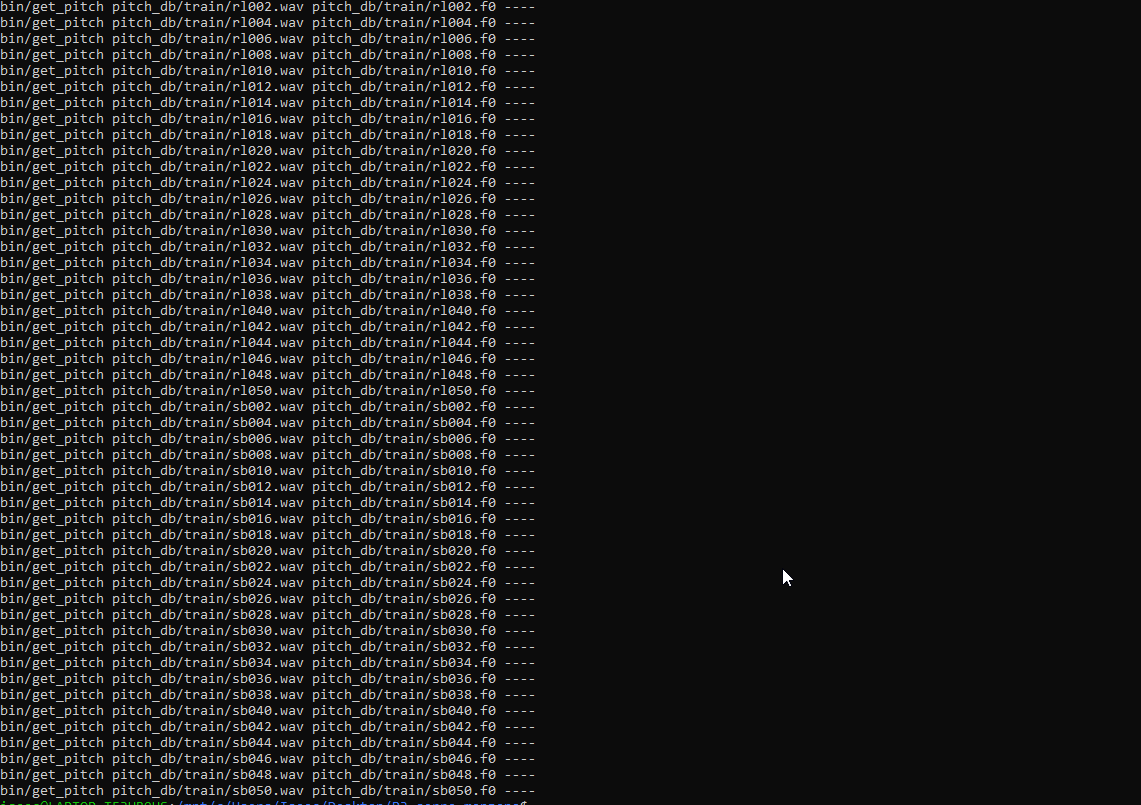 bin/get_pitch pitch_db/train/rl002.wav pitch_db/train/rl002.f0 ----
bin/get_pitch pitch_db/train/rl004.wav pitch_db/train/rl004.f0 ----
bin/get_pitch pitch_db/train/rl006.wav pitch_db/train/rl006.f0 ----
bin/get_pitch pitch_db/train/rl008.wav pitch_db/train/rl008.f0 ----
bin/get_pitch pitch_db/train/rl010.wav pitch_db/train/rl010.f0 ----
bin/get_pitch pitch_db/train/rl012.wav pitch_db/train/rl012.f0 ----
bin/get_pitch pitch_db/train/rl014.wav pitch_db/train/rl014.f0 ----
bin/get_pitch pitch_db/train/rl016.wav pitch_db/train/rl016.f0 ----
bin/get_pitch pitch_db/train/rl018.wav pitch_db/train/rl018.f0 ----
bin/get_pitch pitch_db/train/rl020.wav pitch_db/train/rl020.f0 ----
bin/get_pitch pitch_db/train/rl022.wav pitch_db/train/rl022.f0 ----
bin/get_pitch pitch_db/train/rl024.wav pitch_db/train/rl024.f0 ----
bin/get_pitch pitch_db/train/rl026.wav pitch_db/train/rl026.f0 ----
bin/get_pitch pitch_db/train/rl028.wav pitch_db/train/rl028.f0 ----
bin/get_pitch pitch_db/train/rl030.wav pitch_db/train/rl030.f0 ----
bin/get_pitch pitch_db/train/rl032.wav pitch_db/train/rl032.f0 ----
bin/get_pitch pitch_db/train/rl034.wav pitch_db/train/rl034.f0 ----
bin/get_pitch pitch_db/train/rl036.wav pitch_db/train/rl036.f0 ----
bin/get_pitch pitch_db/train/rl038.wav pitch_db/train/rl038.f0 ----
bin/get_pitch pitch_db/train/rl040.wav pitch_db/train/rl040.f0 ----
bin/get_pitch pitch_db/train/rl042.wav pitch_db/train/rl042.f0 ----
bin/get_pitch pitch_db/train/rl044.wav pitch_db/train/rl044.f0 ----
bin/get_pitch pitch_db/train/rl046.wav pitch_db/train/rl046.f0 ----
bin/get_pitch pitch_db/train/rl048.wav pitch_db/train/rl048.f0 ----
bin/get_pitch pitch_db/train/rl050.wav pitch_db/train/rl050.f0 ----
bin/get_pitch pitch_db/train/sb002.wav pitch_db/train/sb002.f0 ----
bin/get_pitch pitch_db/train/sb004.wav pitch_db/train/sb004.f0 ----
bin/get_pitch pitch_db/train/sb006.wav pitch_db/train/sb006.f0 ----
bin/get_pitch pitch_db/train/sb008.wav pitch_db/train/sb008.f0 ----
bin/get_pitch pitch_db/train/sb010.wav pitch_db/train/sb010.f0 ----
bin/get_pitch pitch_db/train/sb012.wav pitch_db/train/sb012.f0 ----
bin/get_pitch pitch_db/train/sb014.wav pitch_db/train/sb014.f0 ----
bin/get_pitch pitch_db/train/sb016.wav pitch_db/train/sb016.f0 ----
bin/get_pitch pitch_db/train/sb018.wav pitch_db/train/sb018.f0 ----
bin/get_pitch pitch_db/train/sb020.wav pitch_db/train/sb020.f0 ----
bin/get_pitch pitch_db/train/sb022.wav pitch_db/train/sb022.f0 ----
bin/get_pitch pitch_db/train/sb024.wav pitch_db/train/sb024.f0 ----
bin/get_pitch pitch_db/train/sb026.wav pitch_db/train/sb026.f0 ----
bin/get_pitch pitch_db/train/sb028.wav pitch_db/train/sb028.f0 ----
bin/get_pitch pitch_db/train/sb030.wav pitch_db/train/sb030.f0 ----
bin/get_pitch pitch_db/train/sb032.wav pitch_db/train/sb032.f0 ----
bin/get_pitch pitch_db/train/sb034.wav pitch_db/train/sb034.f0 ----
bin/get_pitch pitch_db/train/sb036.wav pitch_db/train/sb036.f0 ----
bin/get_pitch pitch_db/train/sb038.wav pitch_db/train/sb038.f0 ----
bin/get_pitch pitch_db/train/sb040.wav pitch_db/train/sb040.f0 ----
bin/get_pitch pitch_db/train/sb042.wav pitch_db/train/sb042.f0 ----
bin/get_pitch pitch_db/train/sb044.wav pitch_db/train/sb044.f0 ----
bin/get_pitch pitch_db/train/sb046.wav pitch_db/train/sb046.f0 ----
bin/get_pitch pitch_db/train/sb048.wav pitch_db/train/sb048.f0 ----
bin/get_pitch pitch_db/train/sb050.wav pitch_db/train/sb050.f0 ----